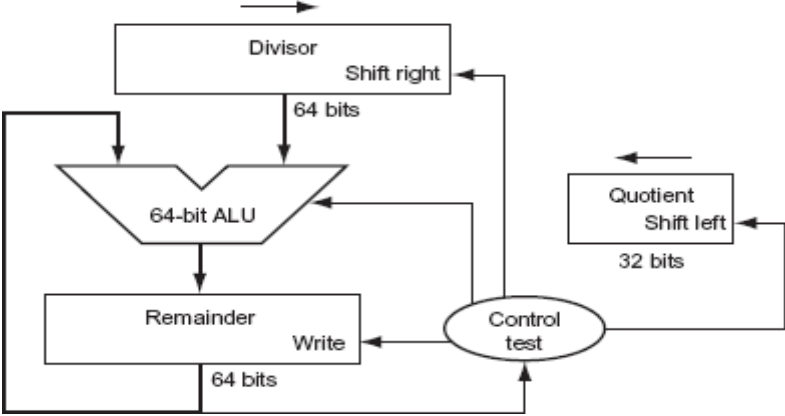 Divisor
Shift right
64 bits
64-bit ALU
Quotient
Shift left
32 bits
Remainder
Write
64 bits
Control
test